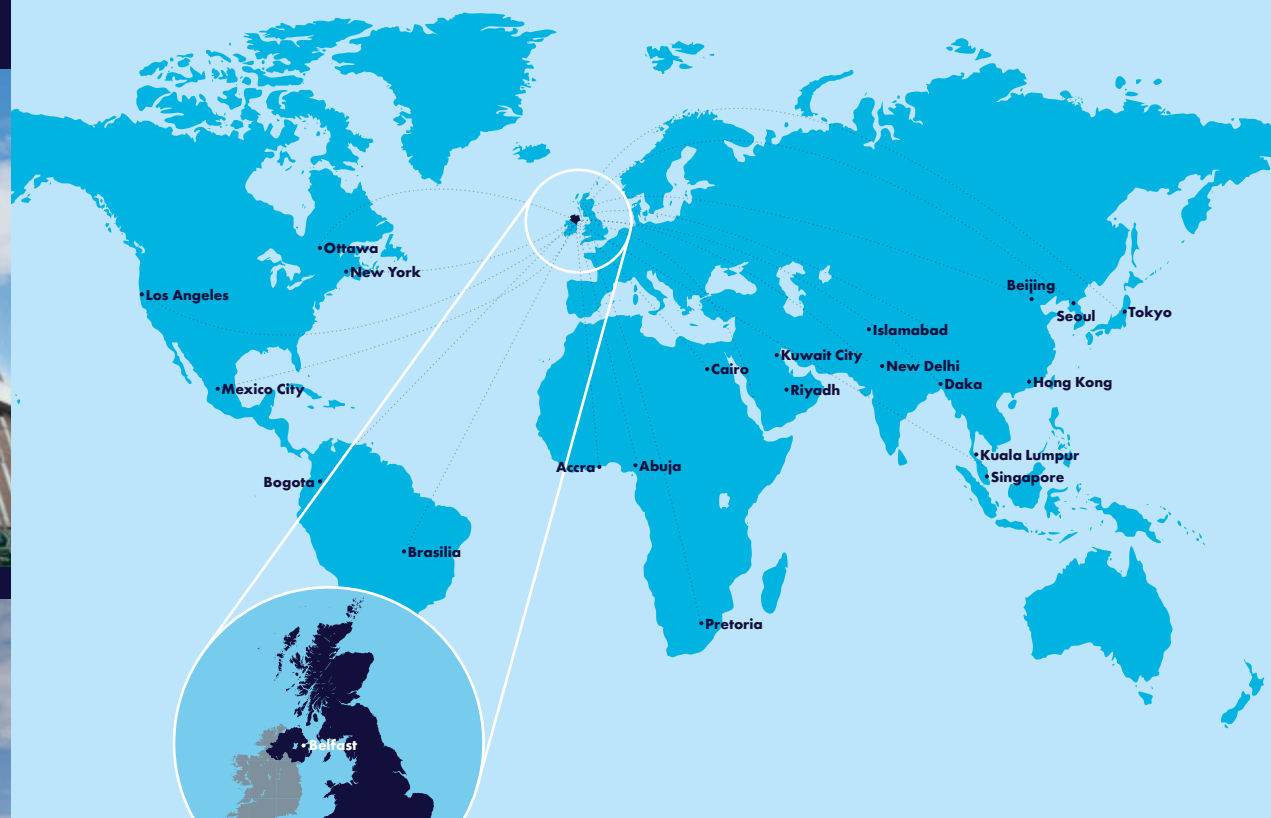 •Ottawa
•New York
•Los Angeles
Beijing
Seoul
•Tokyo
•Islamabad
•Kuwait City
•New Delhi
•Cairo
•Daka
•Hong Kong
•Riyadh
•Mexico City
•Kuala Lumpur
Accra•
•Abuja
•Singapore
Bogota•
•Brasilia
•Pretoria
•Belfast